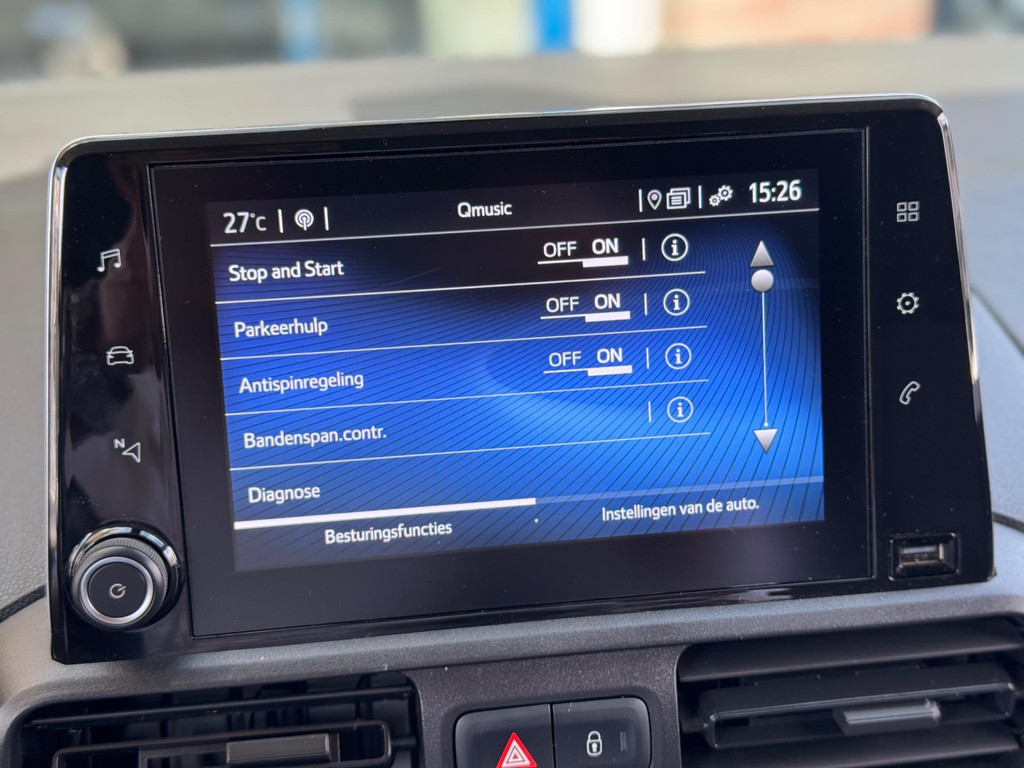 27°C
Qmusic
15:26
Stop and Start OFF ON
Parkeerhulp OFF ON
Antispinregeling OFF ON
Bandenspan.contr.
Diagnose
Besturingsfuncties
Instellingen van de auto.
N